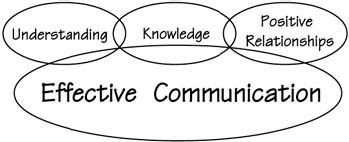 Understanding
Knowledge
Positive
Relationships
Effective Communication